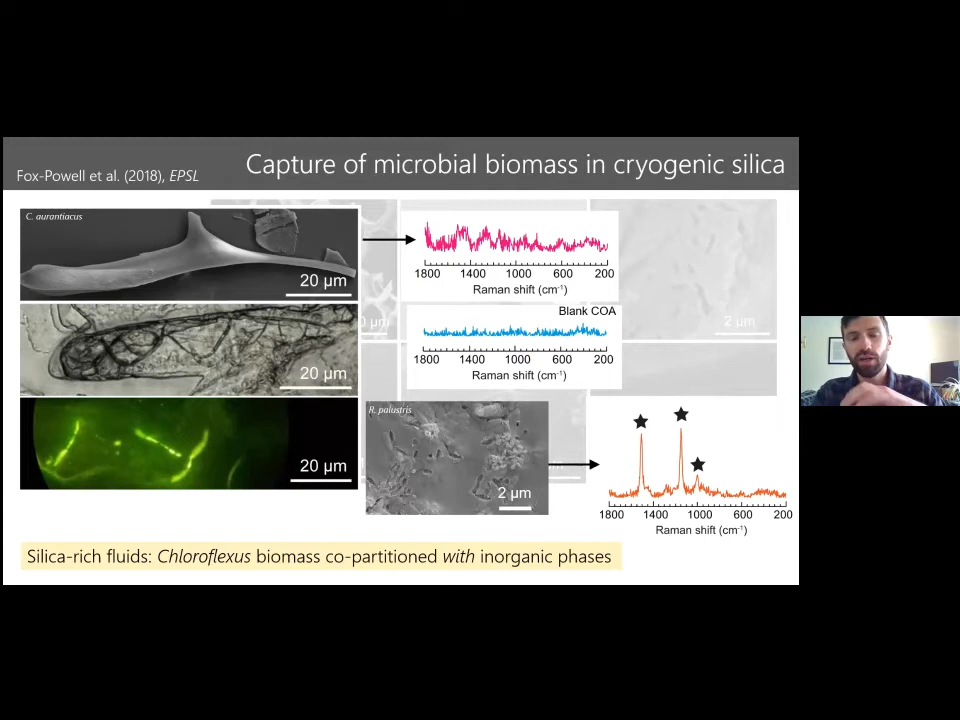 Fox-Powell et al. (2018), EPSL
Capture of microbial biomass in cryogenic silica
C. aurantiacus
20 µm
1800 1400 1000 600 200
Raman shift (cm-1)
Blank COA
1800 1400 1000 600 200
Raman shift (cm-1)
20 µm
2 µm
20 µm
R. palustris
2 µm
1800 1400 1000 600 200
Raman shift (cm-1)
Silica-rich fluids: Chloroflexus biomass co-partitioned with inorganic phases